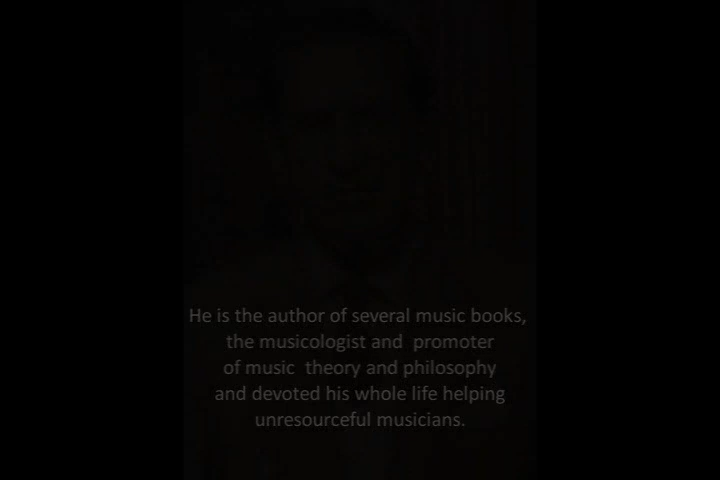 He is the author of several music books,
the musicologist and  promoter
of music  theory and philosophy
and devoted his whole life helping
unresourceful musicians.